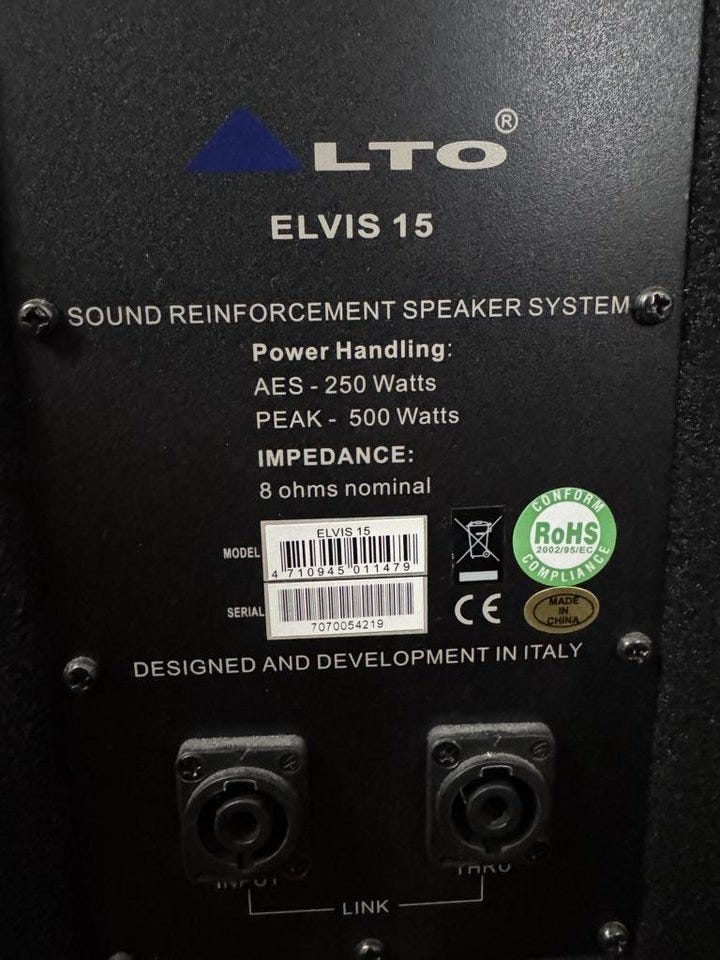 LTO®
ELVIS 15
SOUND REINFORCEMENT SPEAKER SYSTEM
Power Handling:
AES - 250 Watts
PEAK - 500 Watts
IMPEDANCE:
8 ohms nominal
MODEL
ELVIS 15
4 710945 011479
SERIAL
7070054219
CONFORM
RoHS
2002/95/EC
COMPLIANCE
CE
MADE
IN
CHINA
DESIGNED AND DEVELOPMENT IN ITALY
INPUT
THRU
LINK